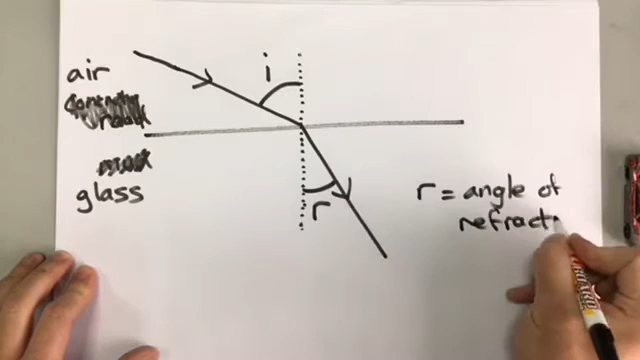 air
i
glass
r
r = angle of
refract